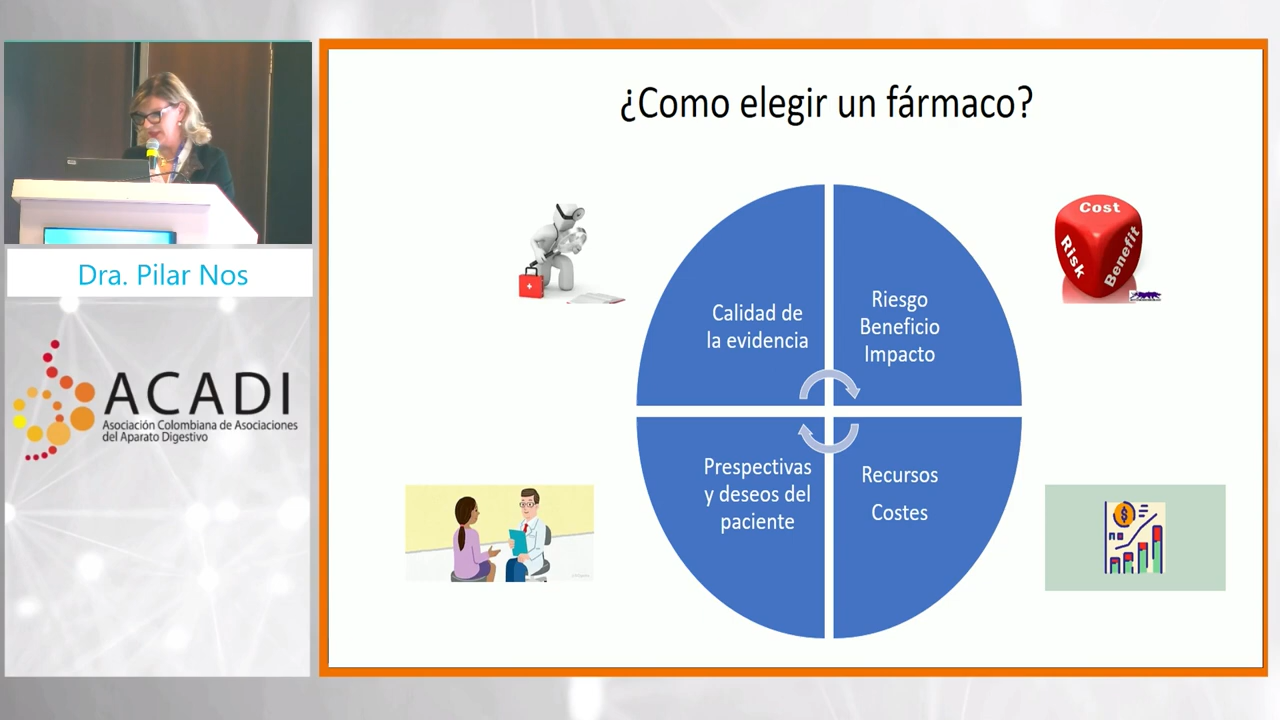 ¿Como elegir un fármaco?
Dra. Pilar Nos
ACADI
Asociación Colombiana de Asociaciones
del Aparato Digestivo
Calidad de
la evidencia
Riesgo
Beneficio
Impacto
Prespectivas
y deseos del
paciente
Recursos
Costes
Cost
Risk
Benefit
$